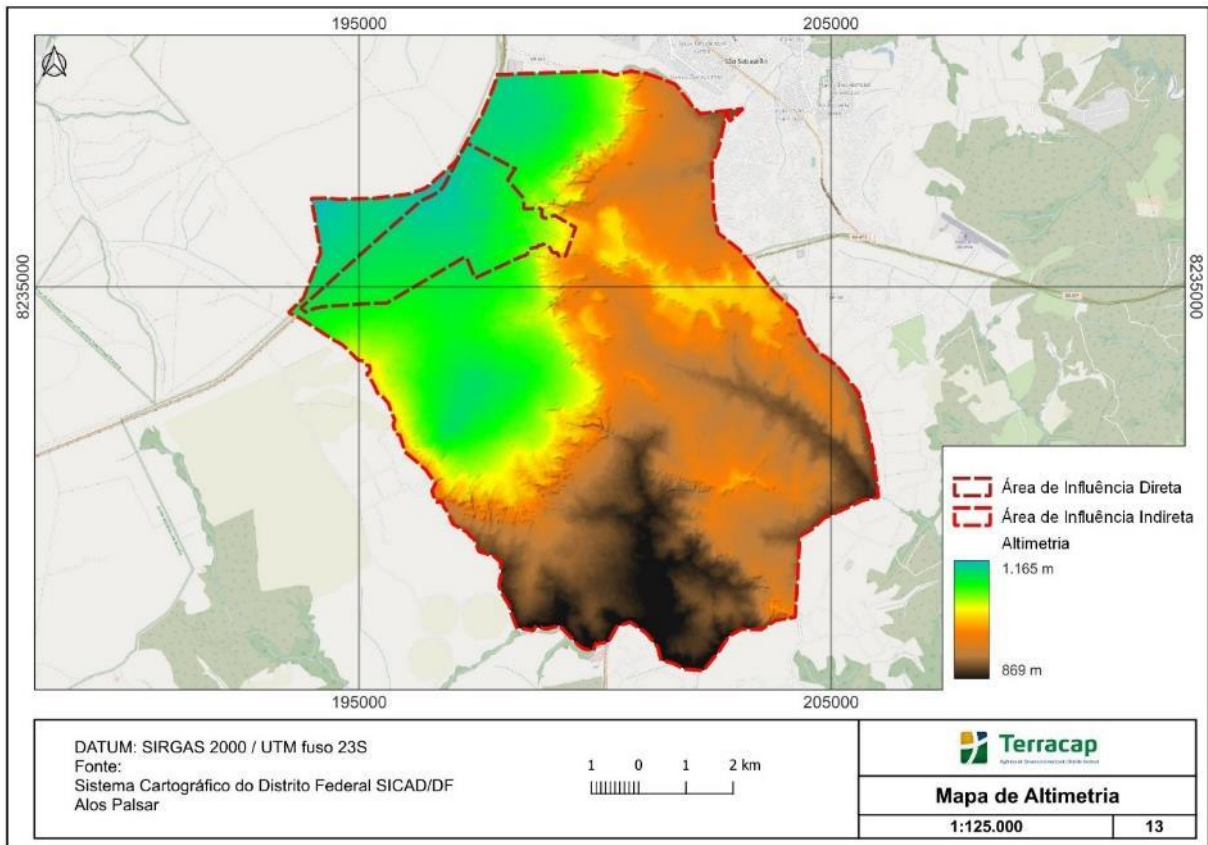 195000
205000
São Sebastião
8235000
8235000
Área de Influência Direta
Área de Influência Indireta
Altimetria
1.165 m
869 m
195000
205000
DATUM: SIRGAS 2000 / UTM fuso 23S
Fonte:
Sistema Cartográfico do Distrito Federal SICAD/DF
Alos Palsar
1 0 1 2 km
Terracap
Mapa de Altimetria
1:125.000
13